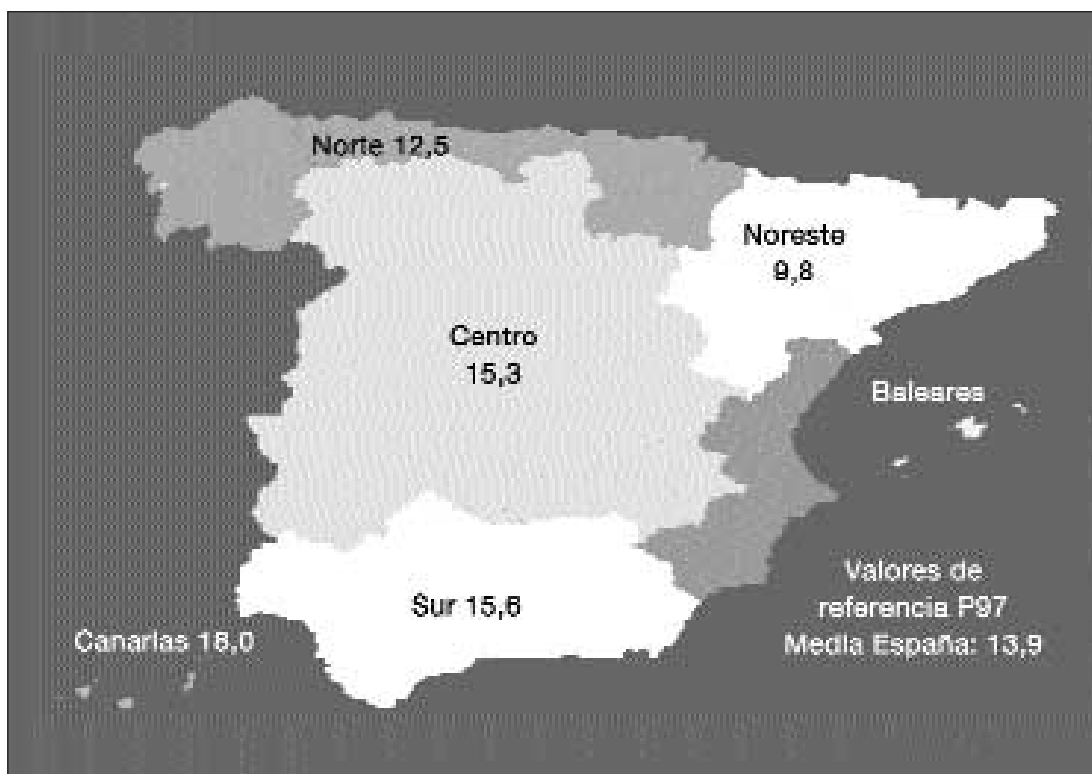 Norte 12,5
Noreste
9,8
Centro
15,3
Baleares
Sur 15,6
Canarias 18,0
Valores de
referencia P97
Media España: 13,9